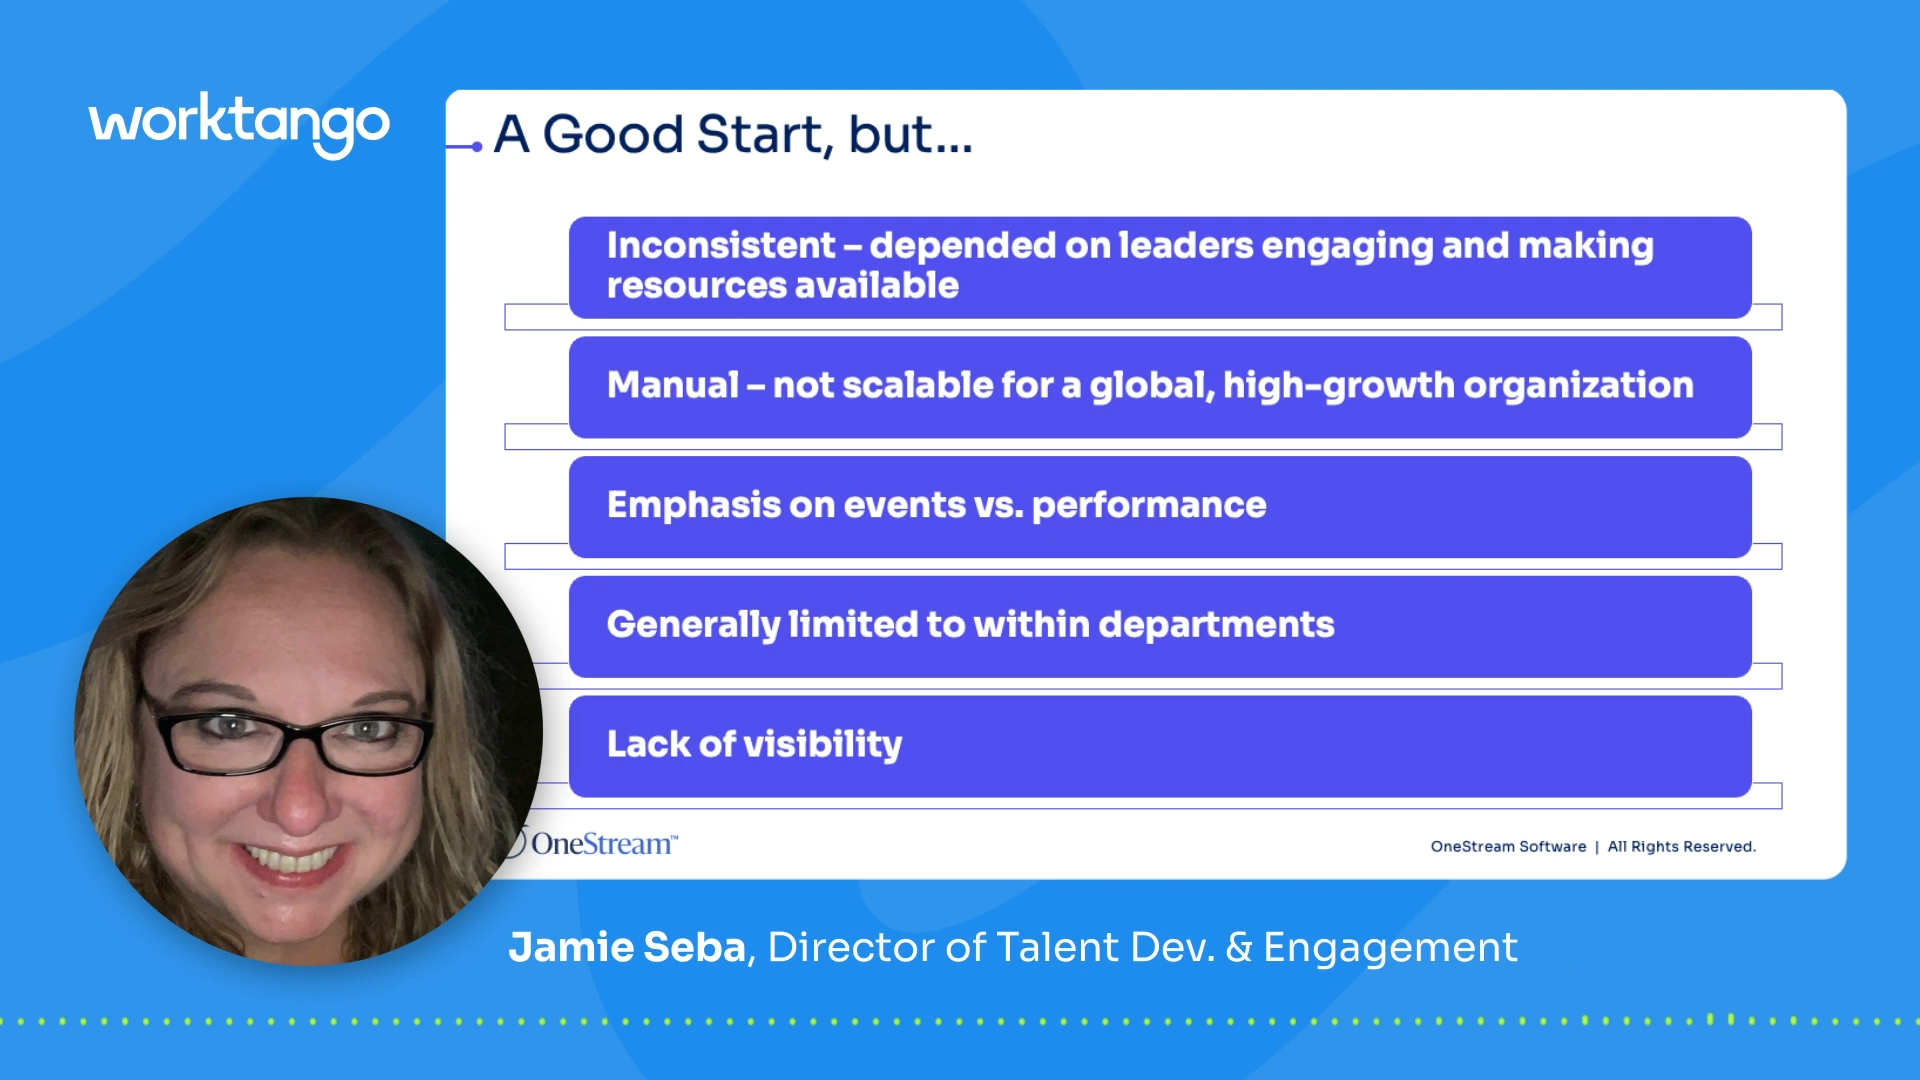 worktango
A Good Start, but...
Inconsistent – depended on leaders engaging and making
resources available
Manual – not scalable for a global, high-growth organization
Emphasis on events vs. performance
Generally limited to within departments
Lack of visibility
OneStream™
OneStream Software | All Rights Reserved.
Jamie Seba, Director of Talent Dev. & Engagement